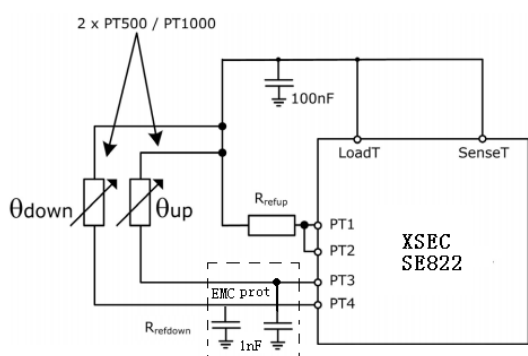 2 x PT500 / PT1000
100nF
LoadT
SenseT
θdown
θup
Rrefup
PT1
PT2
XSEC
SE822
PT3
EMC prot
PT4
Rrefdown
1nF